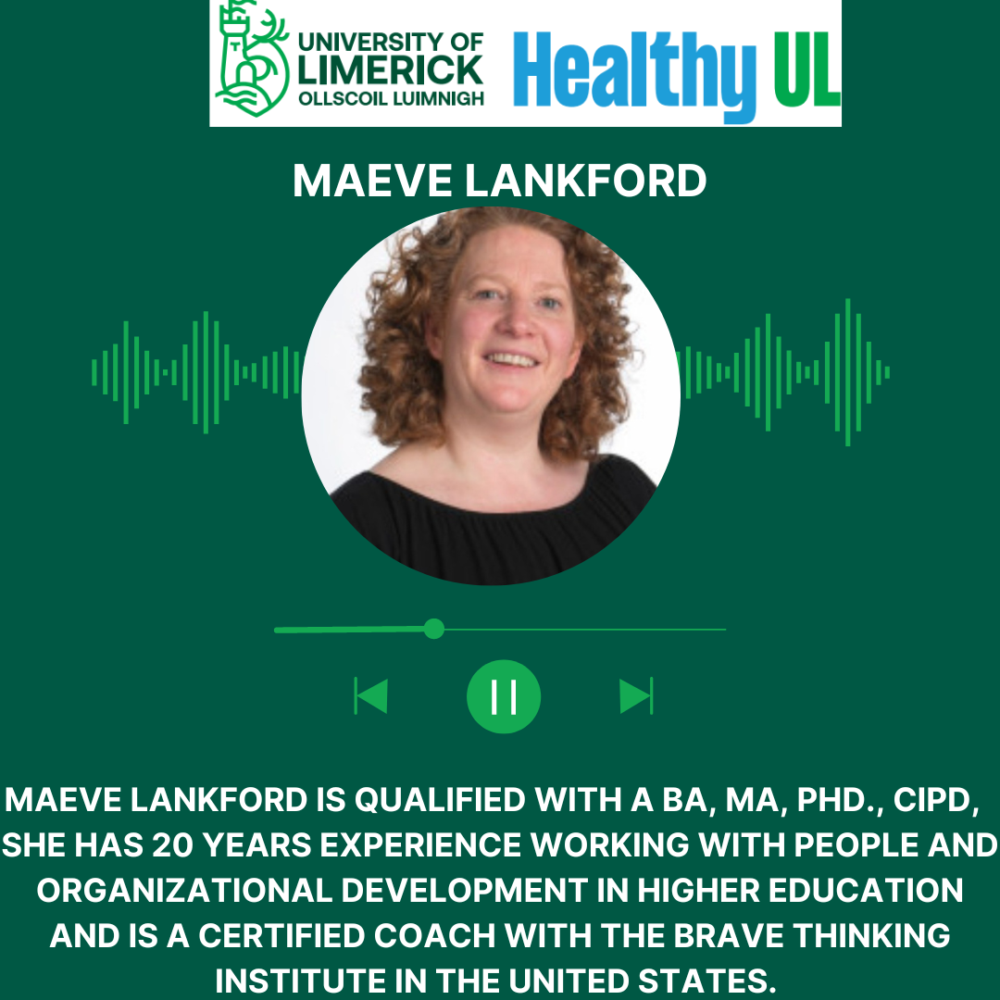 UNIVERSITY OF
LIMERICK
OLLSCOIL LUIMNIGH
Healthy UL
MAEVE LANKFORD
MAEVE LANKFORD IS QUALIFIED WITH A BA, MA, PHD., CIPD,
SHE HAS 20 YEARS EXPERIENCE WORKING WITH PEOPLE AND
ORGANIZATIONAL DEVELOPMENT IN HIGHER EDUCATION
AND IS A CERTIFIED COACH WITH THE BRAVE THINKING
INSTITUTE IN THE UNITED STATES.